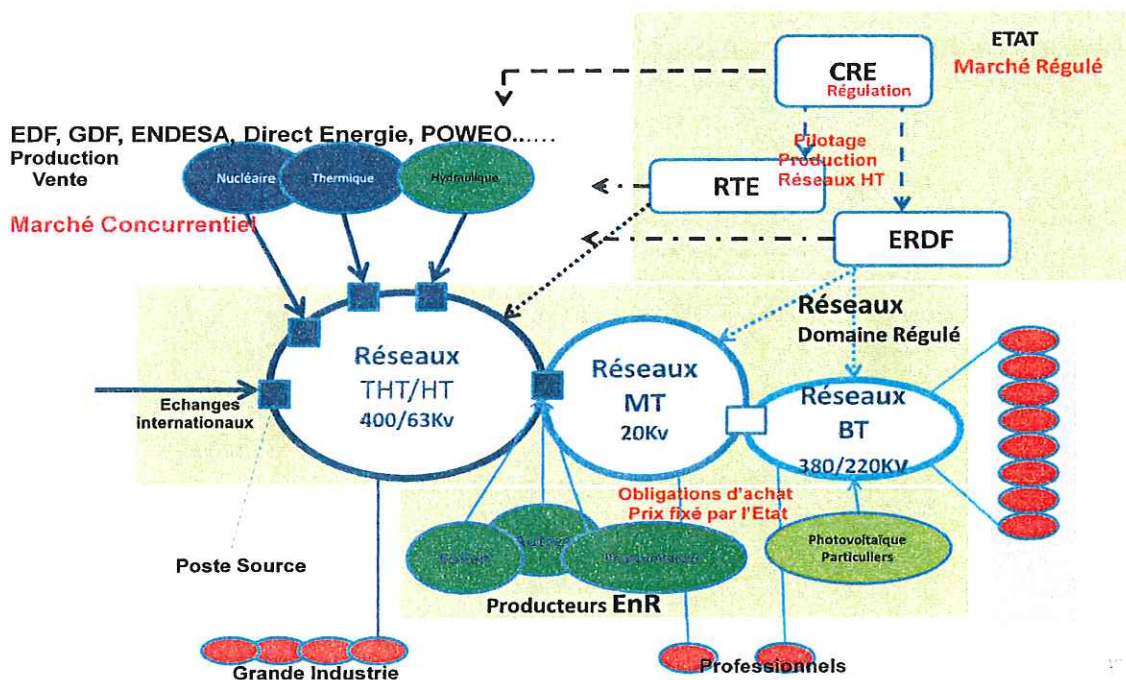 ETAT
Marché Régulé
CRE
Régulation
EDF, GDF, ENDESA, Direct Energie, POWEO........
Production
Vente
Nucléaire
Thermique
Hydraulique
Marché Concurrentiel
Pilotage
Production
Réseaux HT
RTE
ERDF
Réseaux
Domaine Régulé
Réseaux
THT/HT
400/63Kv
Réseaux
MT
20Kv
Réseaux
BT
380/220KV
Echanges
internationaux
Obligations d'achat
Prix fixé par l'Etat
Photovoltaïque
Particuliers
Poste Source
Producteurs EnR
Grande Industrie
Professionnels